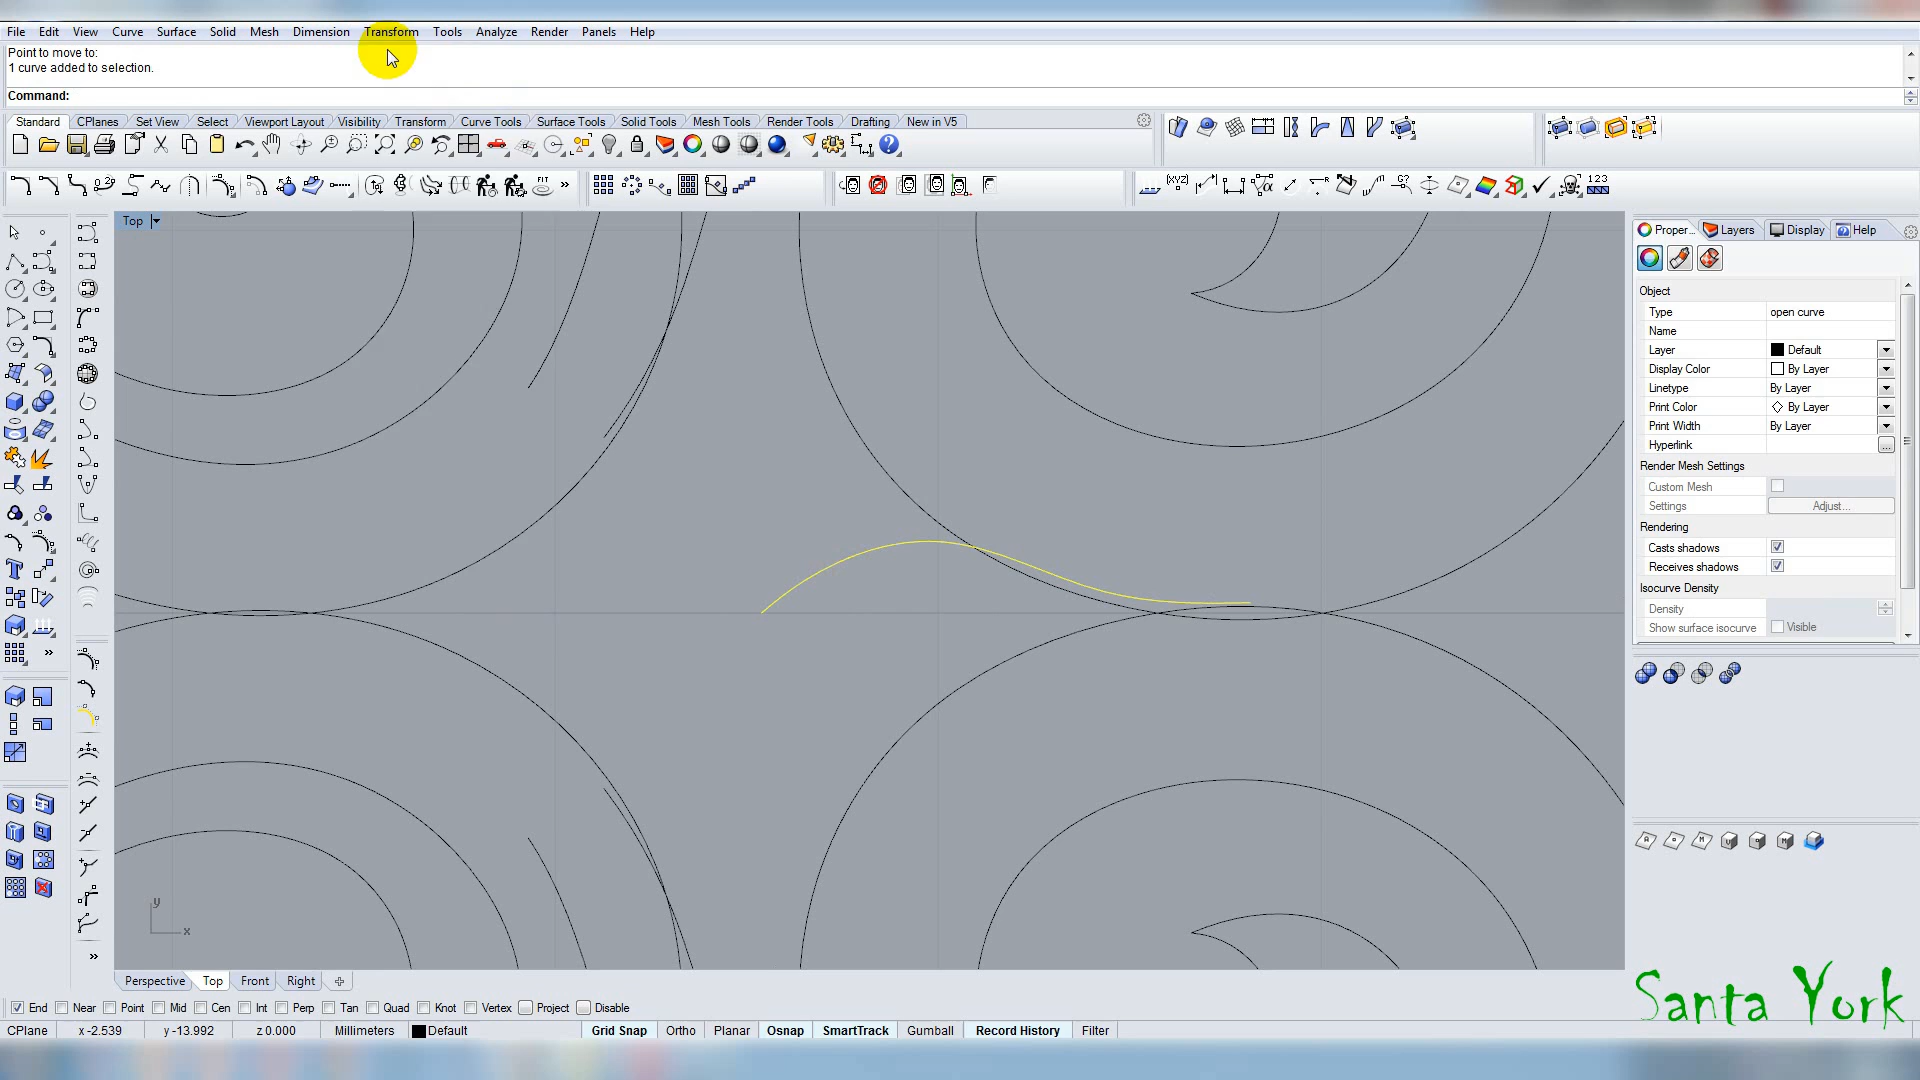 File Edit View Curve Surface Solid Mesh Dimension Transform Tools Analyze Render Panels Help
Point to move to:
1 curve added to selection.
Command:
Standard CPlanes Set View Select Viewport Layout Visibility Transform Curve Tools Surface Tools Solid Tools Mesh Tools Render Tools Drafting New in V5
Top
Proper... Layers Display Help
Object
Type open curve
Name
Layer Default
Display Color By Layer
Linetype By Layer
Print Color By Layer
Print Width By Layer
Hyperlink ...
Render Mesh Settings
Custom Mesh
Settings Adjust...
Rendering
Casts shadows
Receives shadows
Isocurve Density
Density
Show surface isocurve Visible
y
x
Santa York
Perspective Top Front Right
End Near Point Mid Cen Int Perp Tan Quad Knot Vertex Project Disable
CPlane x -2.539 y -13.992 z 0.000 Millimeters Default Grid Snap Ortho Planar Osnap SmartTrack Gumball Record History Filter